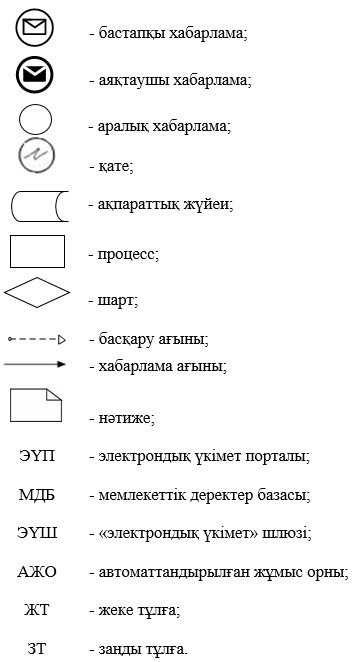 - бастапқы хабарлама;
- аяқтаушы хабарлама;
- аралық хабарлама;
- қате;
- ақпараттық жүйеи;
- процесс;
- шарт;
- басқару ағыны;
- хабарлама ағыны;
- нәтиже;
ЭҮП - электрондық үкімет порталы;
МДБ - мемлекеттік деректер базасы;
ЭҮШ - «электрондық үкімет» шлюзі;
АЖО - автоматтандырылған жұмыс орны;
ЖТ - жеке тұлға;
ЗТ - заңды тұлға.